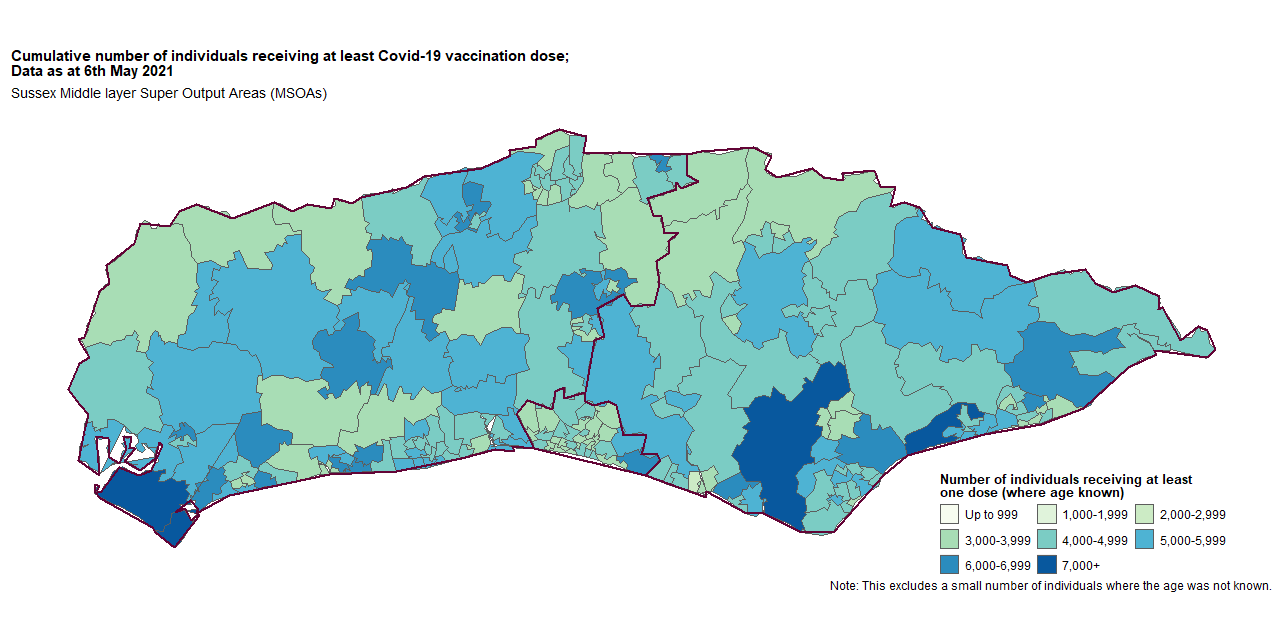 Cumulative number of individuals receiving at least Covid-19 vaccination dose;
Data as at 6th May 2021
Sussex Middle layer Super Output Areas (MSOAs)
Number of individuals receiving at least
one dose (where age known)
Up to 999 1,000-1,999 2,000-2,999
3,000-3,999 4,000-4,999 5,000-5,999
6,000-6,999 7,000+
Note: This excludes a small number of individuals where the age was not known.